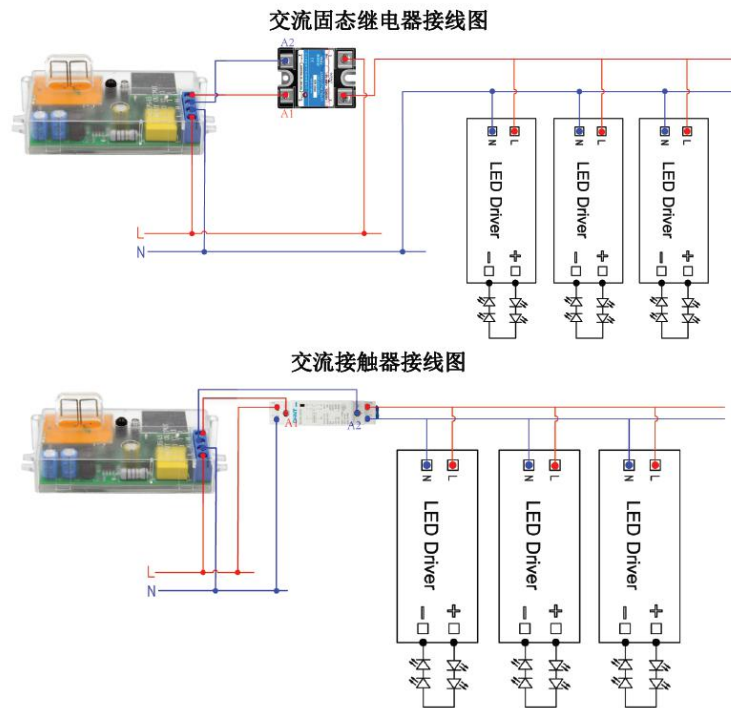 交流固态继电器接线图
A2
A1
N L N L N L
LED Driver LED Driver LED Driver
- + - + - +
L
N
交流接触器接线图
A1 A2
N L N L N L
LED Driver LED Driver LED Driver
- + - + - +
L
N